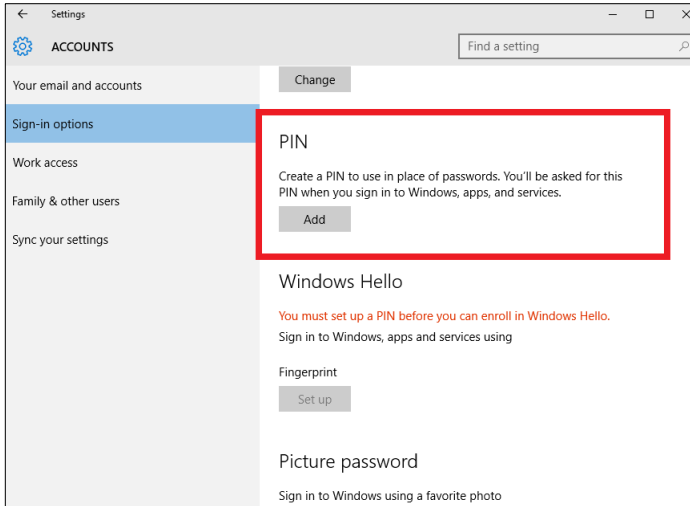 Settings
ACCOUNTS
Find a setting
Your email and accounts
Sign-in options
Work access
Family & other users
Sync your settings
Change
PIN
Create a PIN to use in place of passwords. You'll be asked for this
PIN when you sign in to Windows, apps, and services.
Add
Windows Hello
You must set up a PIN before you can enroll in Windows Hello.
Sign in to Windows, apps and services using
Fingerprint
Set up
Picture password
Sign in to Windows using a favorite photo